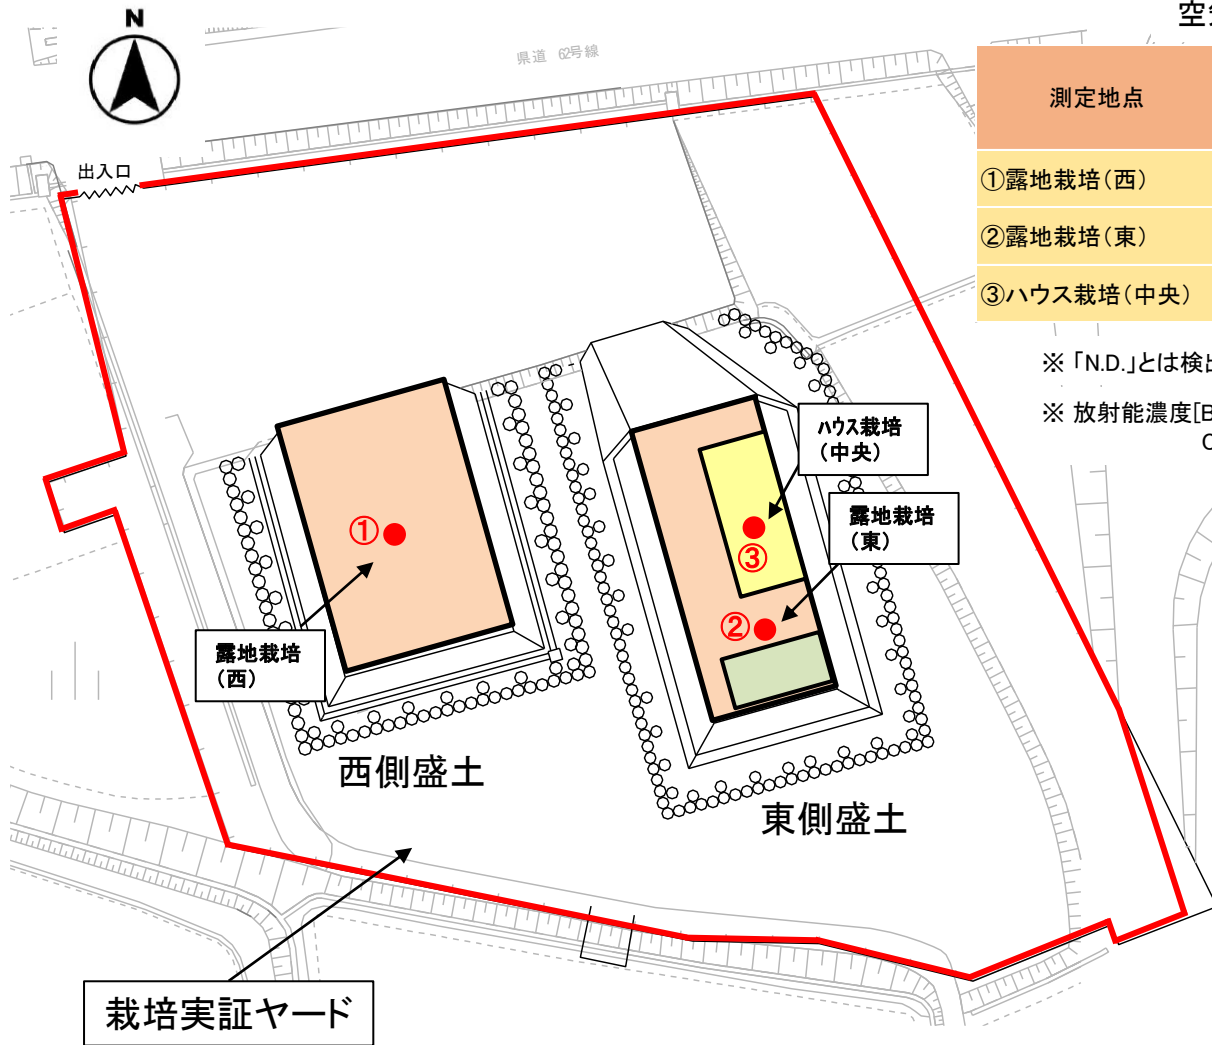 空
N
県道 62号線
測定地点
出入口
①露地栽培(西)
②露地栽培(東)
③ハウス栽培(中央)
※ 「N.D.」とは検出
※ 放射能濃度[B
C
ハウス栽培
(中央)
露地栽培
(東)
①
③
②
露地栽培
(西)
西側盛土
東側盛土
栽培実証ヤード